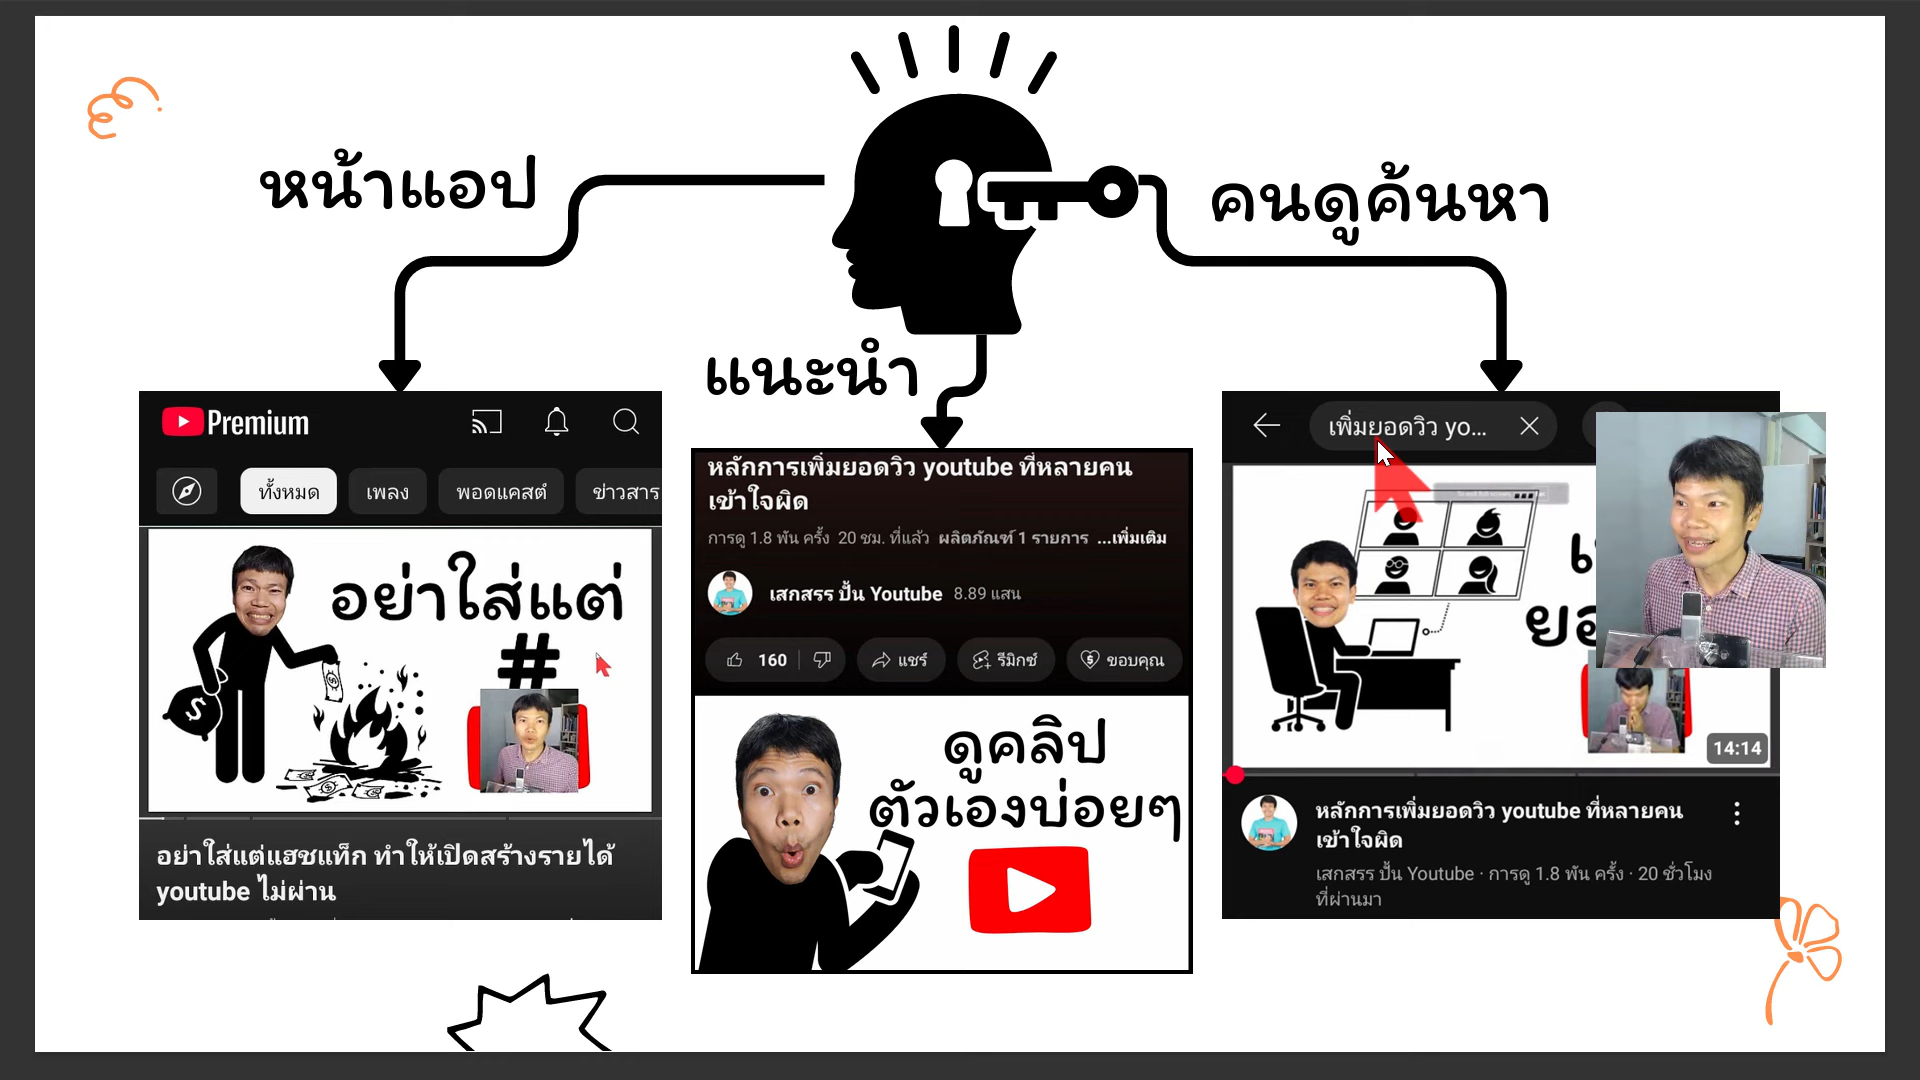 หน้าแอป
คนดูค้นหา
แนะนำ
Premium
ทั้งหมด
เพลง
พอดแคสต์
ข่าวสาร
อย่าใส่แต่
#
อย่าใส่แต่แฮชแท็ก ทำให้เปิดสร้างรายได้
youtube ไม่ผ่าน
หลักการเพิ่มยอดวิว youtube ที่หลายคน
เข้าใจผิด
การดู 1.8 พัน ครั้ง 20 ชม. ที่แล้ว ผลิตภัณฑ์ 1 รายการ ...เพิ่มเติม
เสกสรร ปั้น Youtube 8.89 แสน
160
แชร์
รีมิกซ์
ขอบคุณ
ดูคลิป
ตัวเองบ่อยๆ
เพิ่มยอดวิว yo...
14:14
หลักการเพิ่มยอดวิว youtube ที่หลายคน
เข้าใจผิด
เสกสรร ปั้น Youtube · การดู 1.8 พัน ครั้ง · 20 ชั่วโมง
ที่ผ่านมา